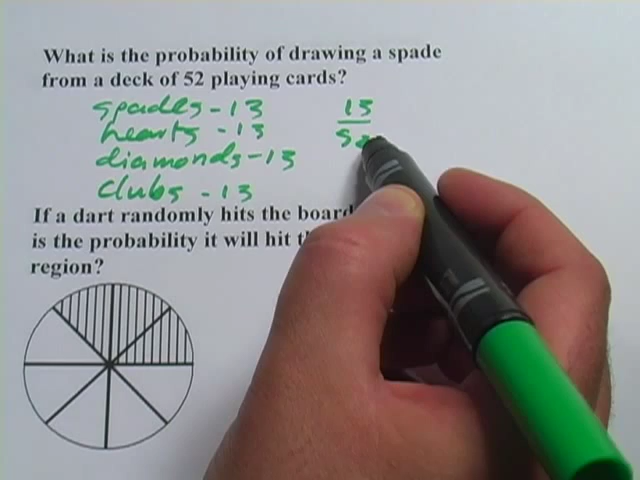 What is the probability of drawing a spade
from a deck of 52 playing cards?
spades - 13
hearts - 13
diamonds - 13
clubs - 13
13
52
If a dart randomly hits the board
is the probability it will hit
region?